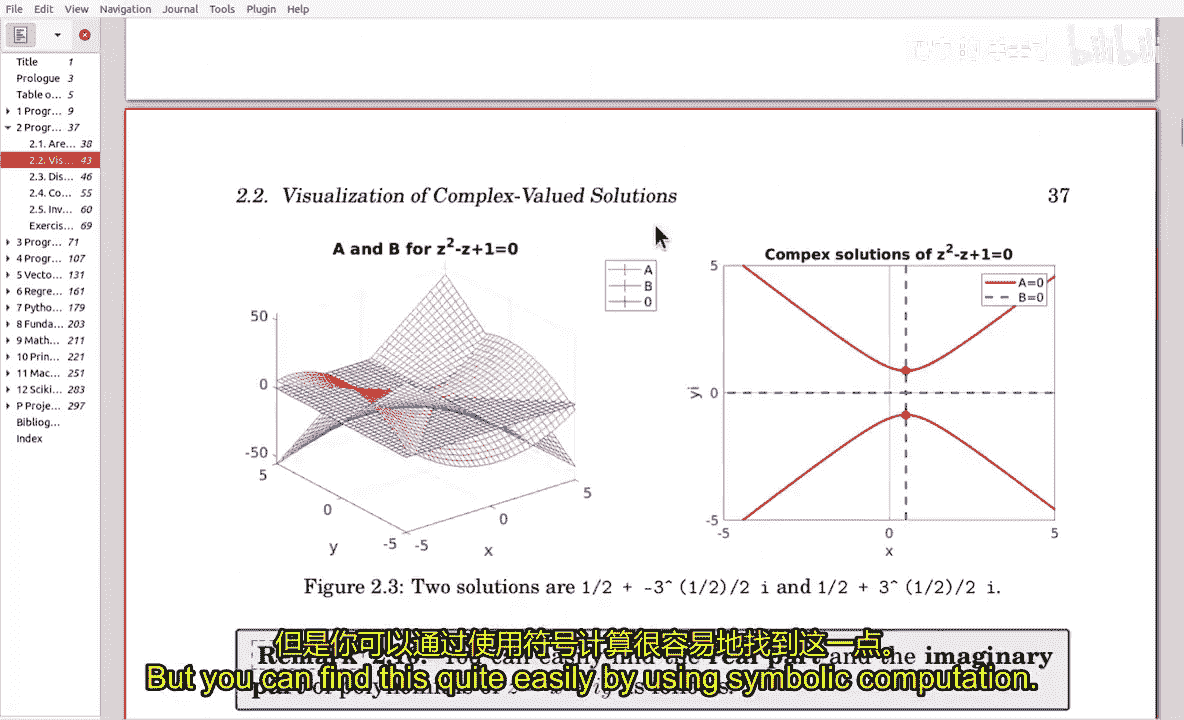 File Edit View Navigation Journal Tools Plugin Help
Title 1
Prologue 3
Table o... 5
1 Progr... 9
2 Progr... 37
2.1. Are... 38
2.2. Vis... 43
2.3. Dis... 46
2.4. Co... 55
2.5. Inv... 60
Exercis... 69
3 Progr... 71
4 Progr... 107
5 Vecto... 131
6 Regre... 161
7 Pytho... 179
8 Funda... 203
9 Math... 211
10 Prin... 221
11 Mac... 251
12 Sciki... 283
P Proje... 297
Bibliog...
Index
2.2. Visualization of Complex-Valued Solutions 37
A and B for z²-z+1=0
A
B
0
50
0
-50
5
0
-5
y
-5
0
5
x
Compex solutions of z²-z+1=0
A=0
B=0
5
0
-5
yi
-5
0
5
x
Figure 2.3: Two solutions are 1/2 + -3^(1/2)/2 i and 1/2 + 3^(1/2)/2 i.
and the imaginary
但是你可以通过使用符号计算很容易地找到这一点。
But you can find this quite easily by using symbolic computation.